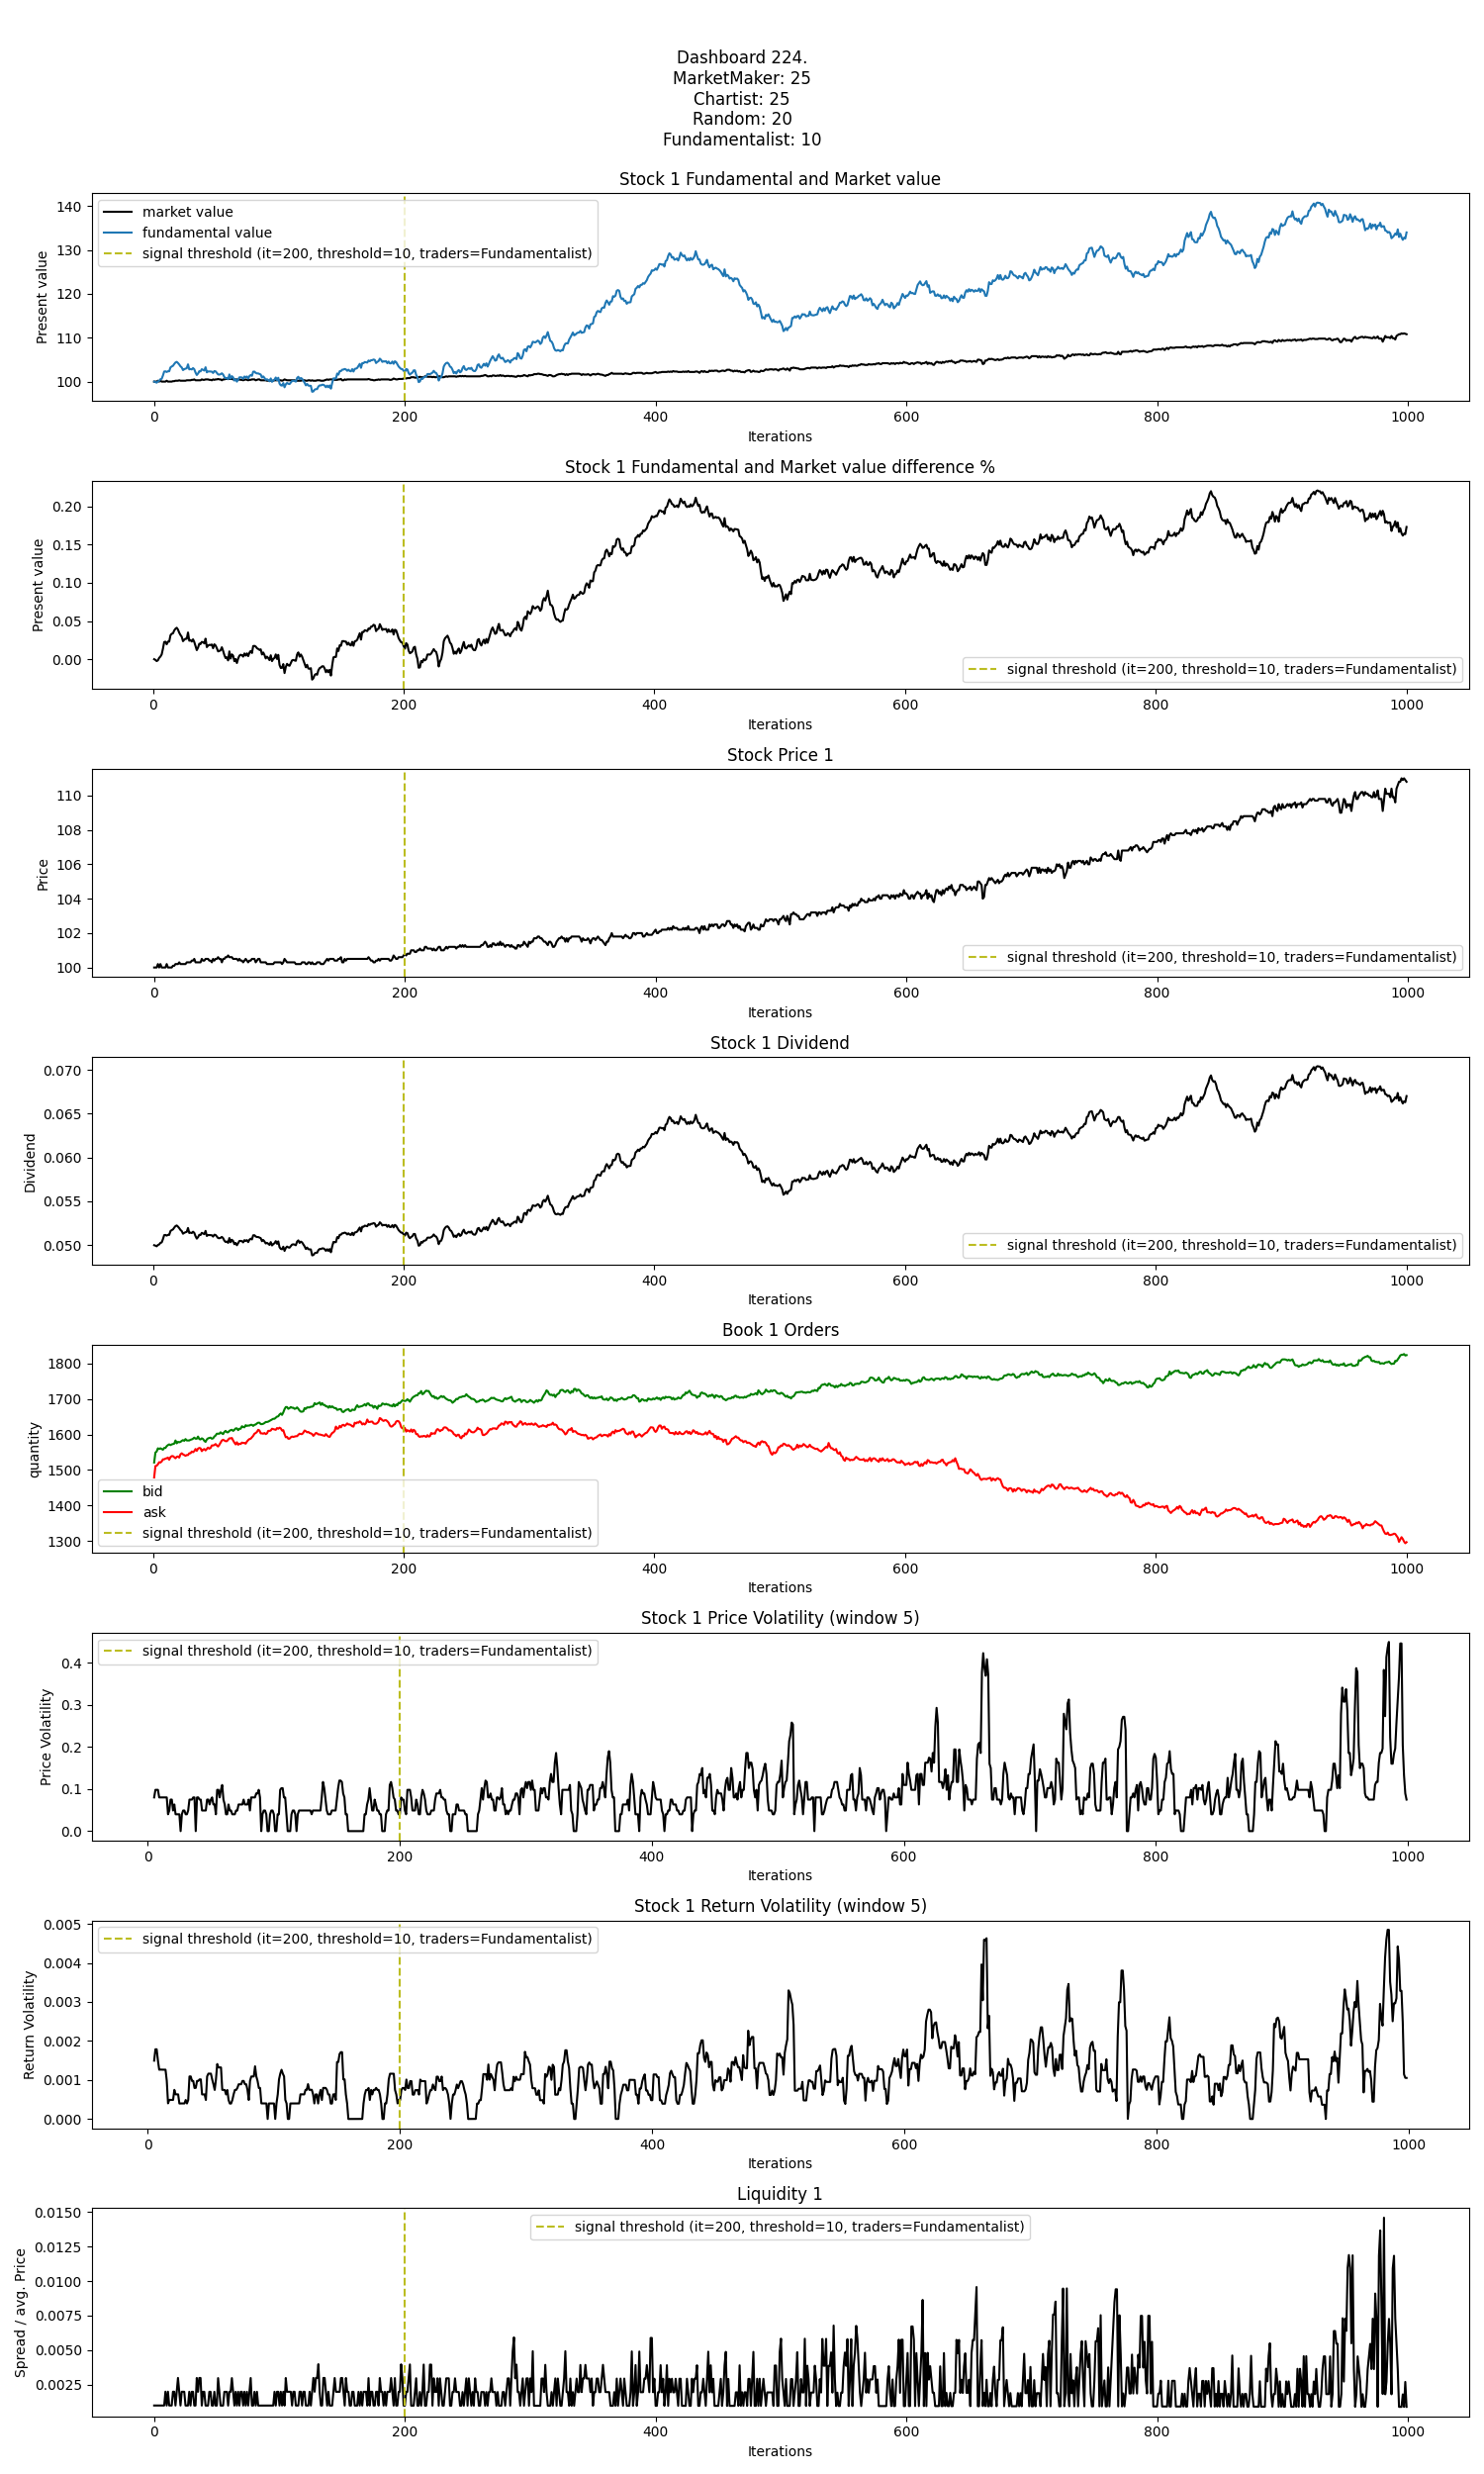 Dashboard 224.
MarketMaker: 25
Chartist: 25
Random: 20
Fundamentalist: 10
Stock 1 Fundamental and Market value
market value
fundamental value
signal threshold (it=200, threshold=10, traders=Fundamentalist)
Present value
140
130
120
110
100
0 200 400 600 800 1000
Iterations
Stock 1 Fundamental and Market value difference %
Present value
0.20
0.15
0.10
0.05
0.00
signal threshold (it=200, threshold=10, traders=Fundamentalist)
0 200 400 600 800 1000
Iterations
Stock Price 1
Price
110
108
106
104
102
100
signal threshold (it=200, threshold=10, traders=Fundamentalist)
0 200 400 600 800 1000
Iterations
Stock 1 Dividend
Dividend
0.070
0.065
0.060
0.055
0.050
signal threshold (it=200, threshold=10, traders=Fundamentalist)
0 200 400 600 800 1000
Iterations
Book 1 Orders
quantity
1800
1700
1600
1500
1400
1300
bid
ask
signal threshold (it=200, threshold=10, traders=Fundamentalist)
0 200 400 600 800 1000
Iterations
Stock 1 Price Volatility (window 5)
signal threshold (it=200, threshold=10, traders=Fundamentalist)
Price Volatility
0.4
0.3
0.2
0.1
0.0
0 200 400 600 800 1000
Iterations
Stock 1 Return Volatility (window 5)
signal threshold (it=200, threshold=10, traders=Fundamentalist)
Return Volatility
0.005
0.004
0.003
0.002
0.001
0.000
0 200 400 600 800 1000
Iterations
Liquidity 1
signal threshold (it=200, threshold=10, traders=Fundamentalist)
Spread / avg. Price
0.0150
0.0125
0.0100
0.0075
0.0050
0.0025
0 200 400 600 800 1000
Iterations